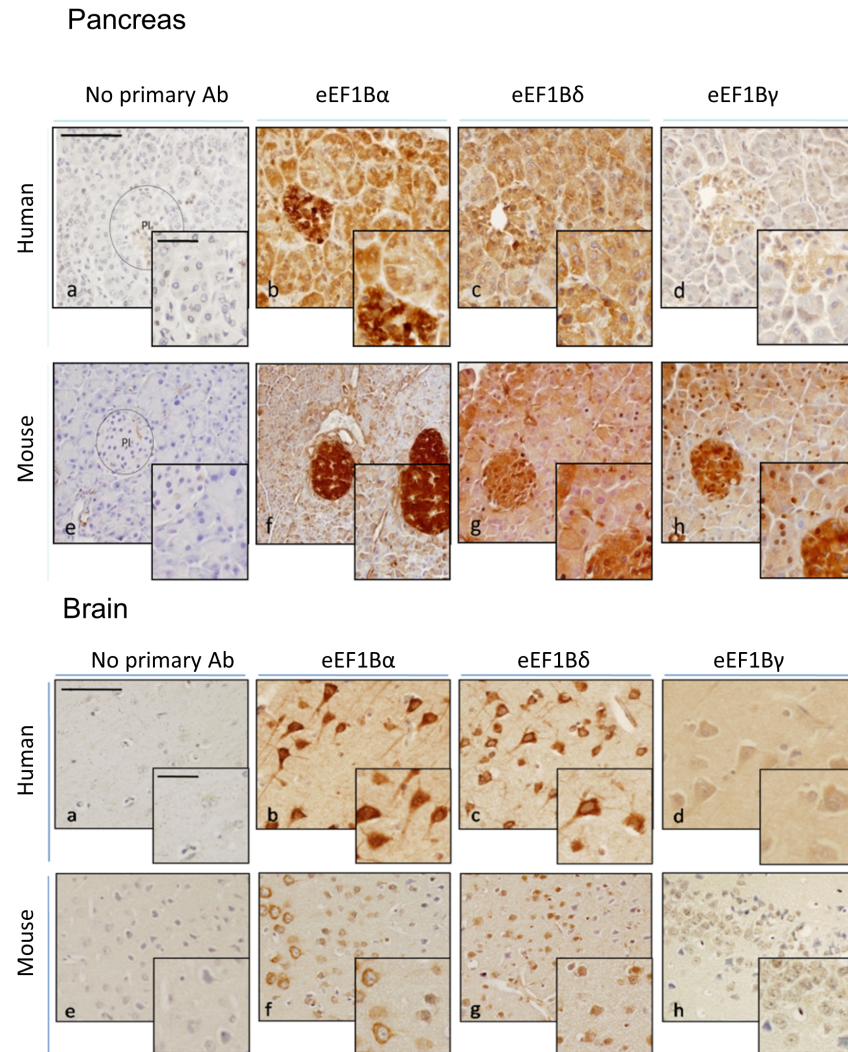 Pancreas
No primary Ab
eEF1Bα
eEF1Bδ
eEF1Bγ
Human
PI
a
b
c
d
Mouse
PI
e
f
g
h
Brain
No primary Ab
eEF1Bα
eEF1Bδ
eEF1Bγ
Human
a
b
c
d
Mouse
e
f
g
h